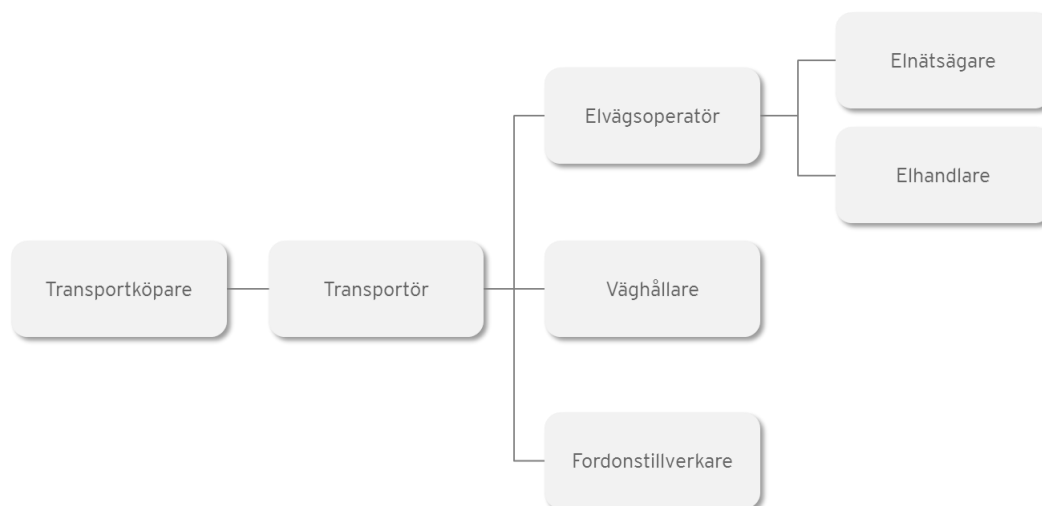 Elnätsägare
Elvägsoperatör
Elhandlare
Transportköpare
Transportör
Väghållare
Fordonstillverkare